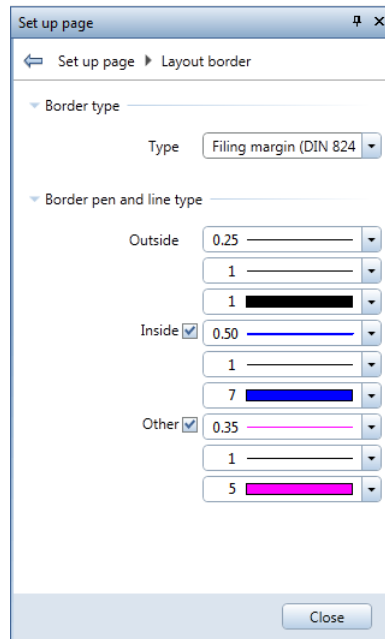 Set up page
Set up page Layout border
Border type
Type Filing margin (DIN 824
Border pen and line type
Outside 0.25
1
1
Inside 0.50
1
7
Other 0.35
1
5
Close